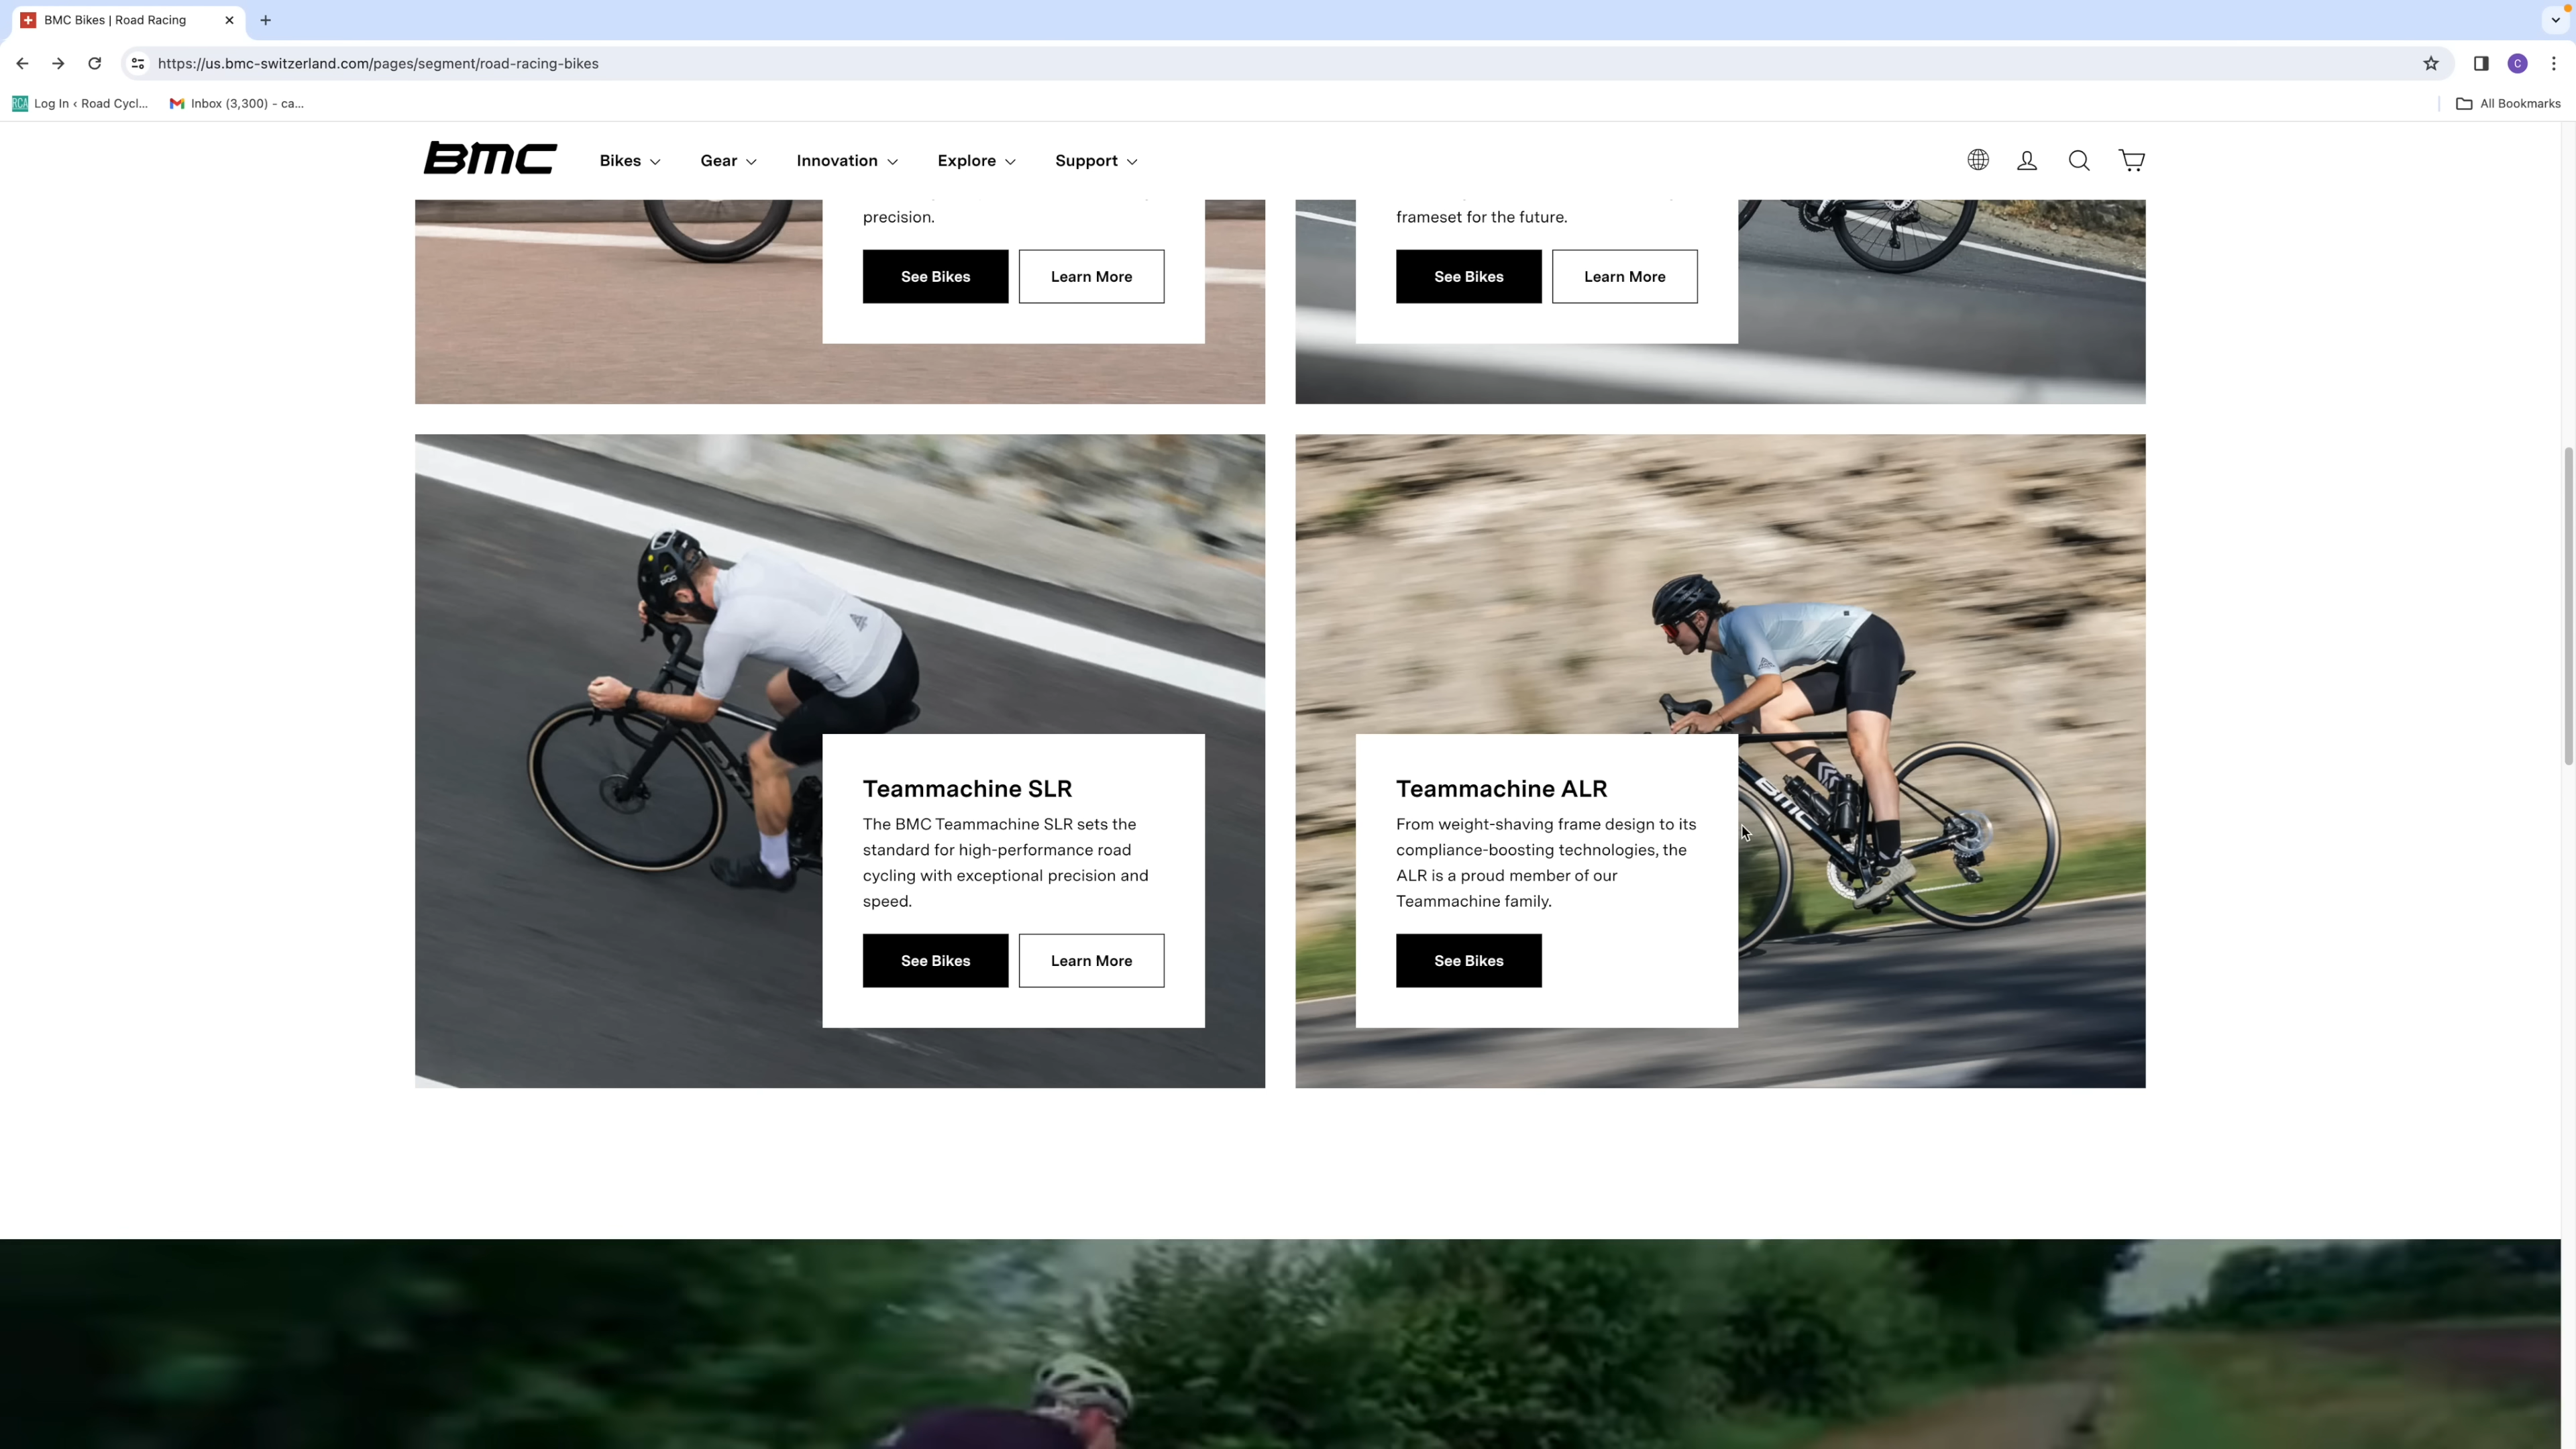 BMC Bikes | Road Racing
https://us.bmc-switzerland.com/pages/segment/road-racing-bikes
C
RCA Log In ‹ Road Cycl...
Inbox (3,300) - ca...
All Bookmarks
BMC
Bikes
Gear
Innovation
Explore
Support
precision.
See Bikes
Learn More
frameset for the future.
See Bikes
Learn More
POC
Teammachine SLR
The BMC Teammachine SLR sets the
standard for high-performance road
cycling with exceptional precision and
speed.
See Bikes
Learn More
BMC
Teammachine ALR
From weight-shaving frame design to its
compliance-boosting technologies, the
ALR is a proud member of our
Teammachine family.
See Bikes